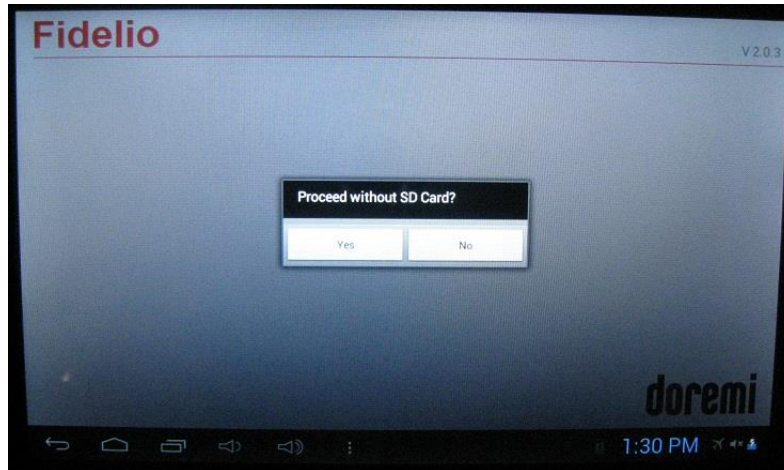 Fidelio
V 2.0.3
Proceed without SD Card?
Yes No
doremi
1:30 PM